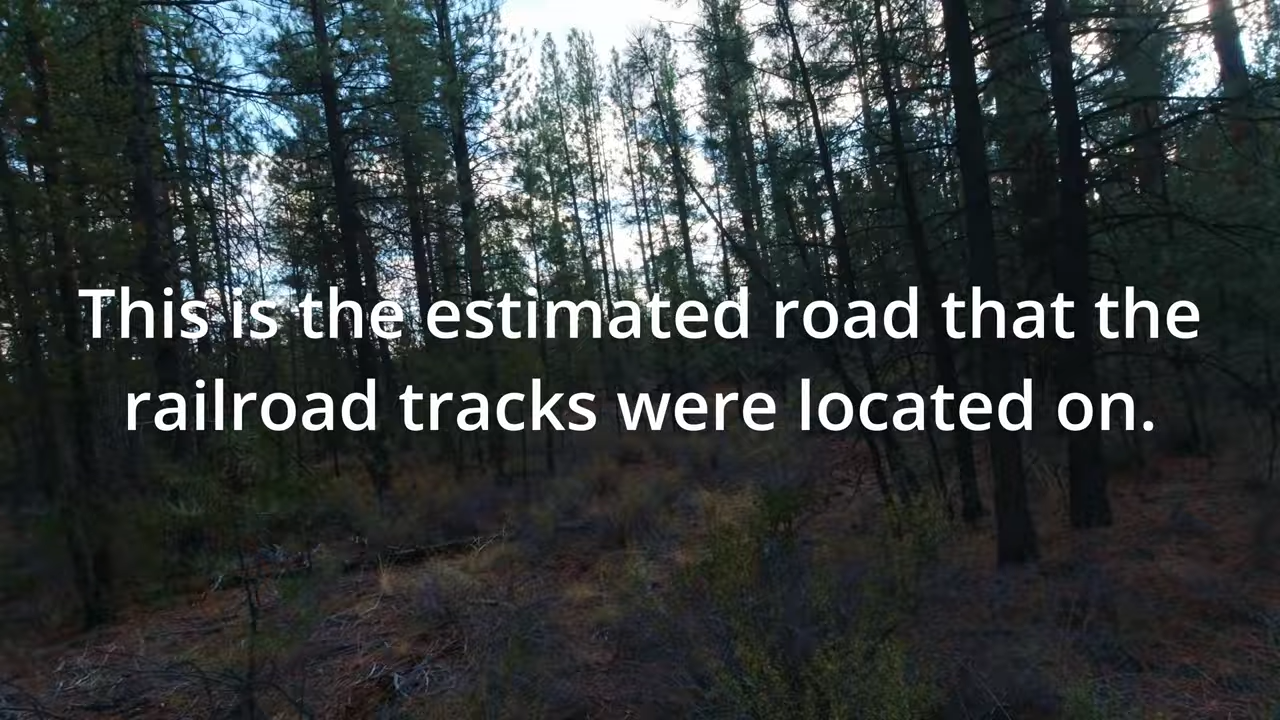 This is the estimated road that the
railroad tracks were located on.